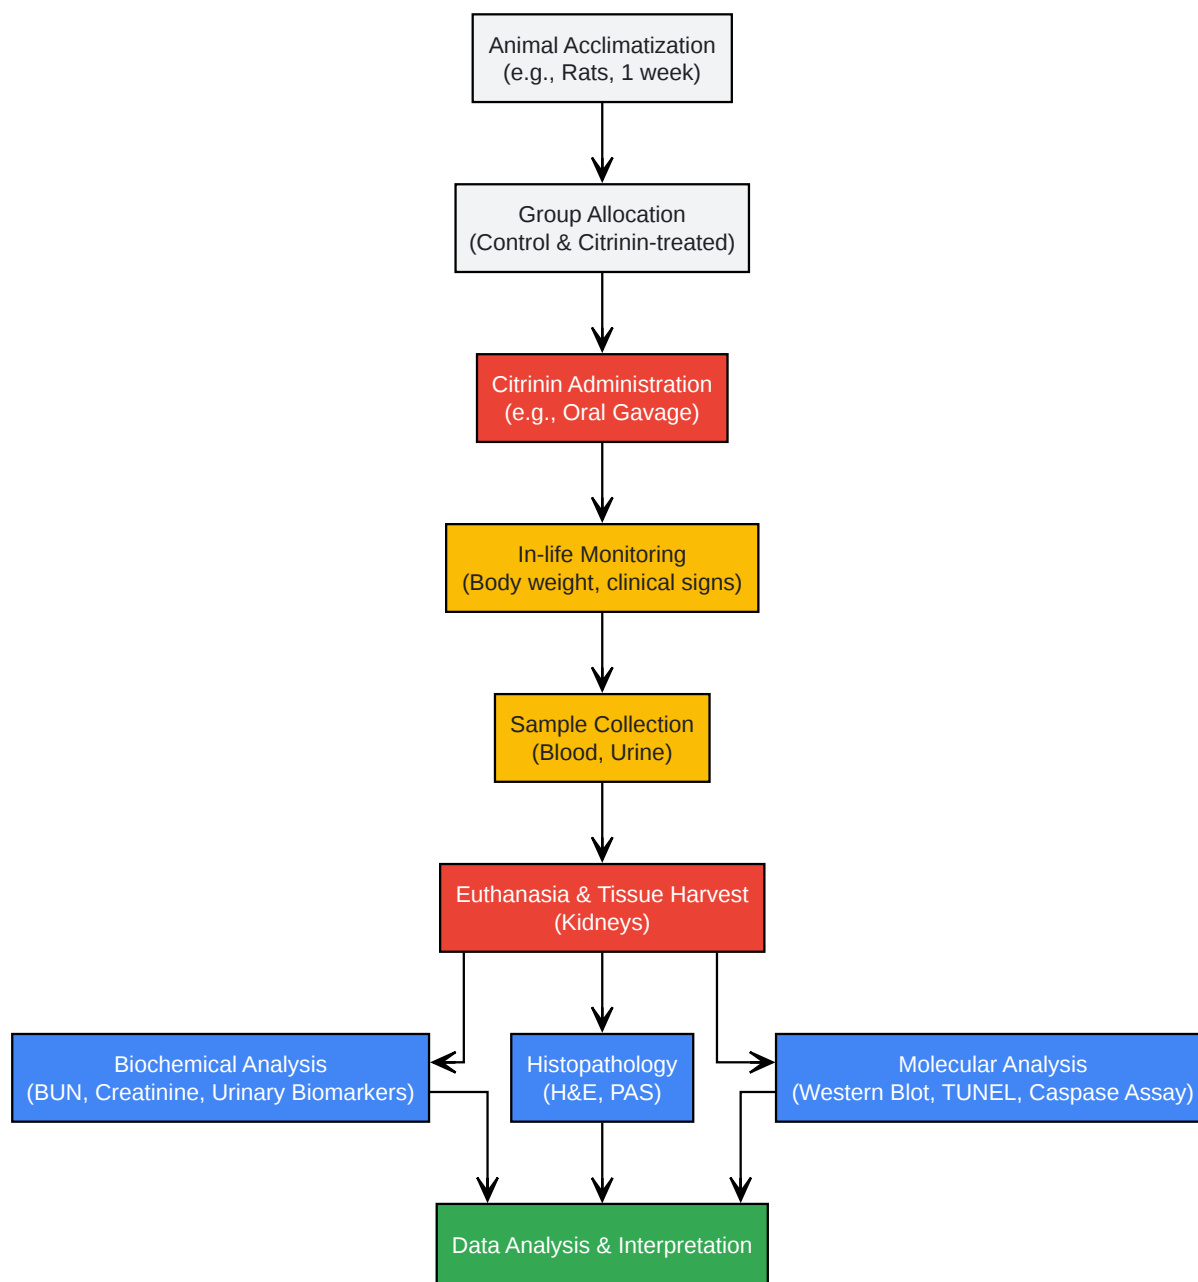 Animal Acclimatization
(e.g., Rats, 1 week)
Group Allocation
(Control & Citrinin-treated)
Citrinin Administration
(e.g., Oral Gavage)
In-life Monitoring
(Body weight, clinical signs)
Sample Collection
(Blood, Urine)
Euthanasia & Tissue Harvest
(Kidneys)
Biochemical Analysis
(BUN, Creatinine, Urinary Biomarkers)
Histopathology
(H&E, PAS)
Molecular Analysis
(Western Blot, TUNEL, Caspase Assay)
Data Analysis & Interpretation